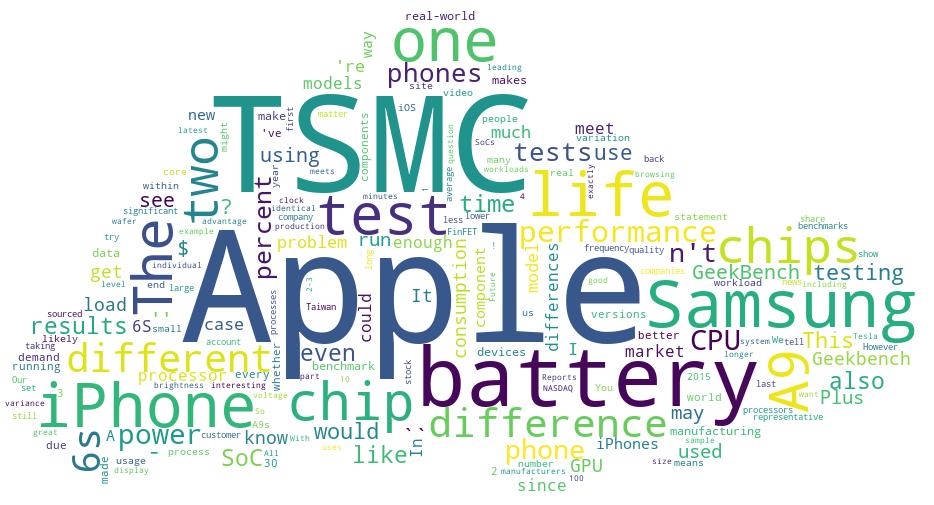 real-world
one
way
're
phones
leading
models
site
makes
video
TSMC
iOS
new
make
first
matter
people
latest
might
've
components
question
SoCs
much
meet
variation
two
using
many
tests
use
back
core
year
meets
workloads
real
exactly
browsing
within
see
percent
minutes
average
1
time
life
4
statement
significant
The
?
clock
identical
company
test
less
lower
performance
share
benchmarks
wafer
advantage
production
FinFET
frequency
quality
n't
chips
show
try
example
$
problem
run
enough
!
model
differences
companies
GeekBench
testing
data
individual
long
consumption
component
Future
good
workload
news
including
get
level
end
large
processes
2-3
Apple
load
''
Taiwan
could
It
us
versions
Samsung
sourced
results
6S
small
case
likely
account
even
devices
I
better
market
CPU
system
We
tell
This
Tesla
However
longer
taking
demand
running
different
whether
benchmark
stock
battery
Geekbench
processor
every
part
10
Reports
NASDAQ
You
2015
last
A9
also
Our
set
brightness
interesting
voltage
world
processors
want
Plus
variance
3
iPhone
A9s
So
chip
representative
still
great
6s
A
power
customer
know
With
would
``
difference
may
manufacturing
due
-
process
SoC
All
30
like
In
phone
iPhones
used
sample
made
usage
display
uses
number
GPU
size
means
2
manufacturers
100
since